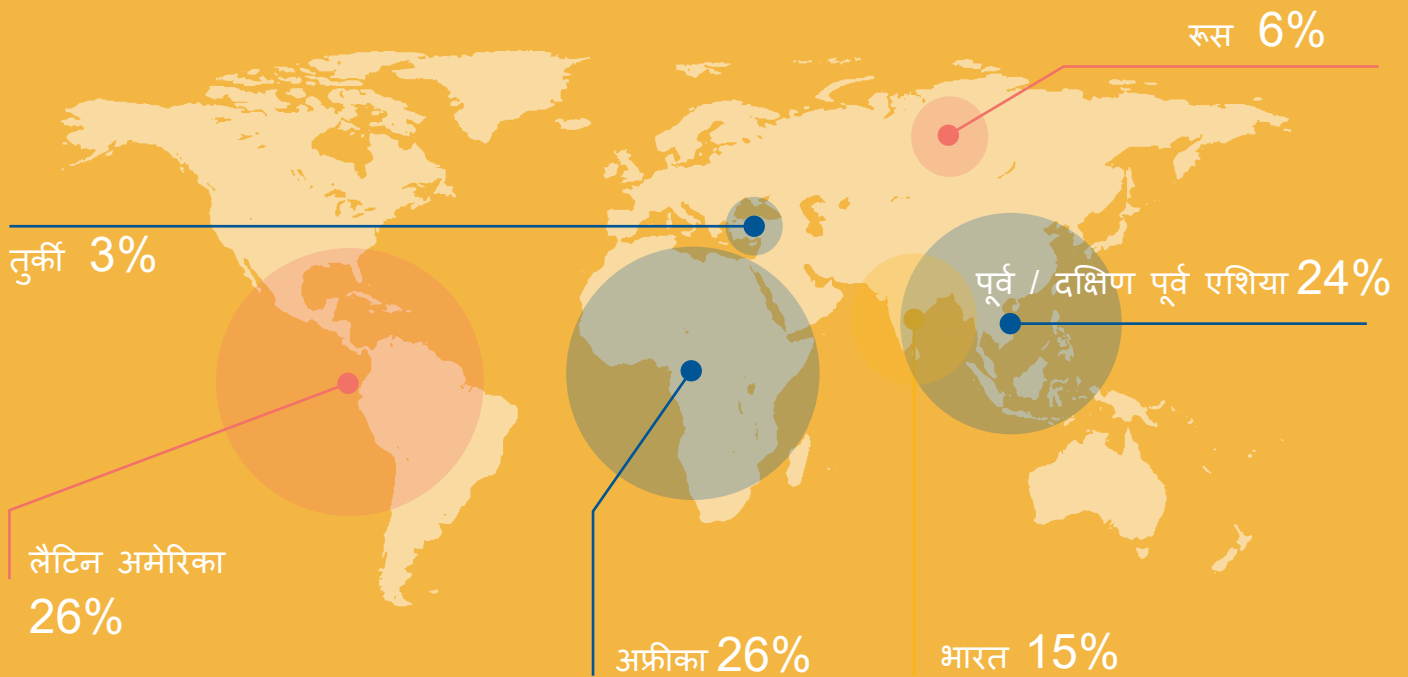 रूस 6%
तुर्की 3%
पूर्व / दक्षिण पूर्व एशिया 24%
लैटिन अमेरिका
26%
अफ्रीका 26%
भारत 15%